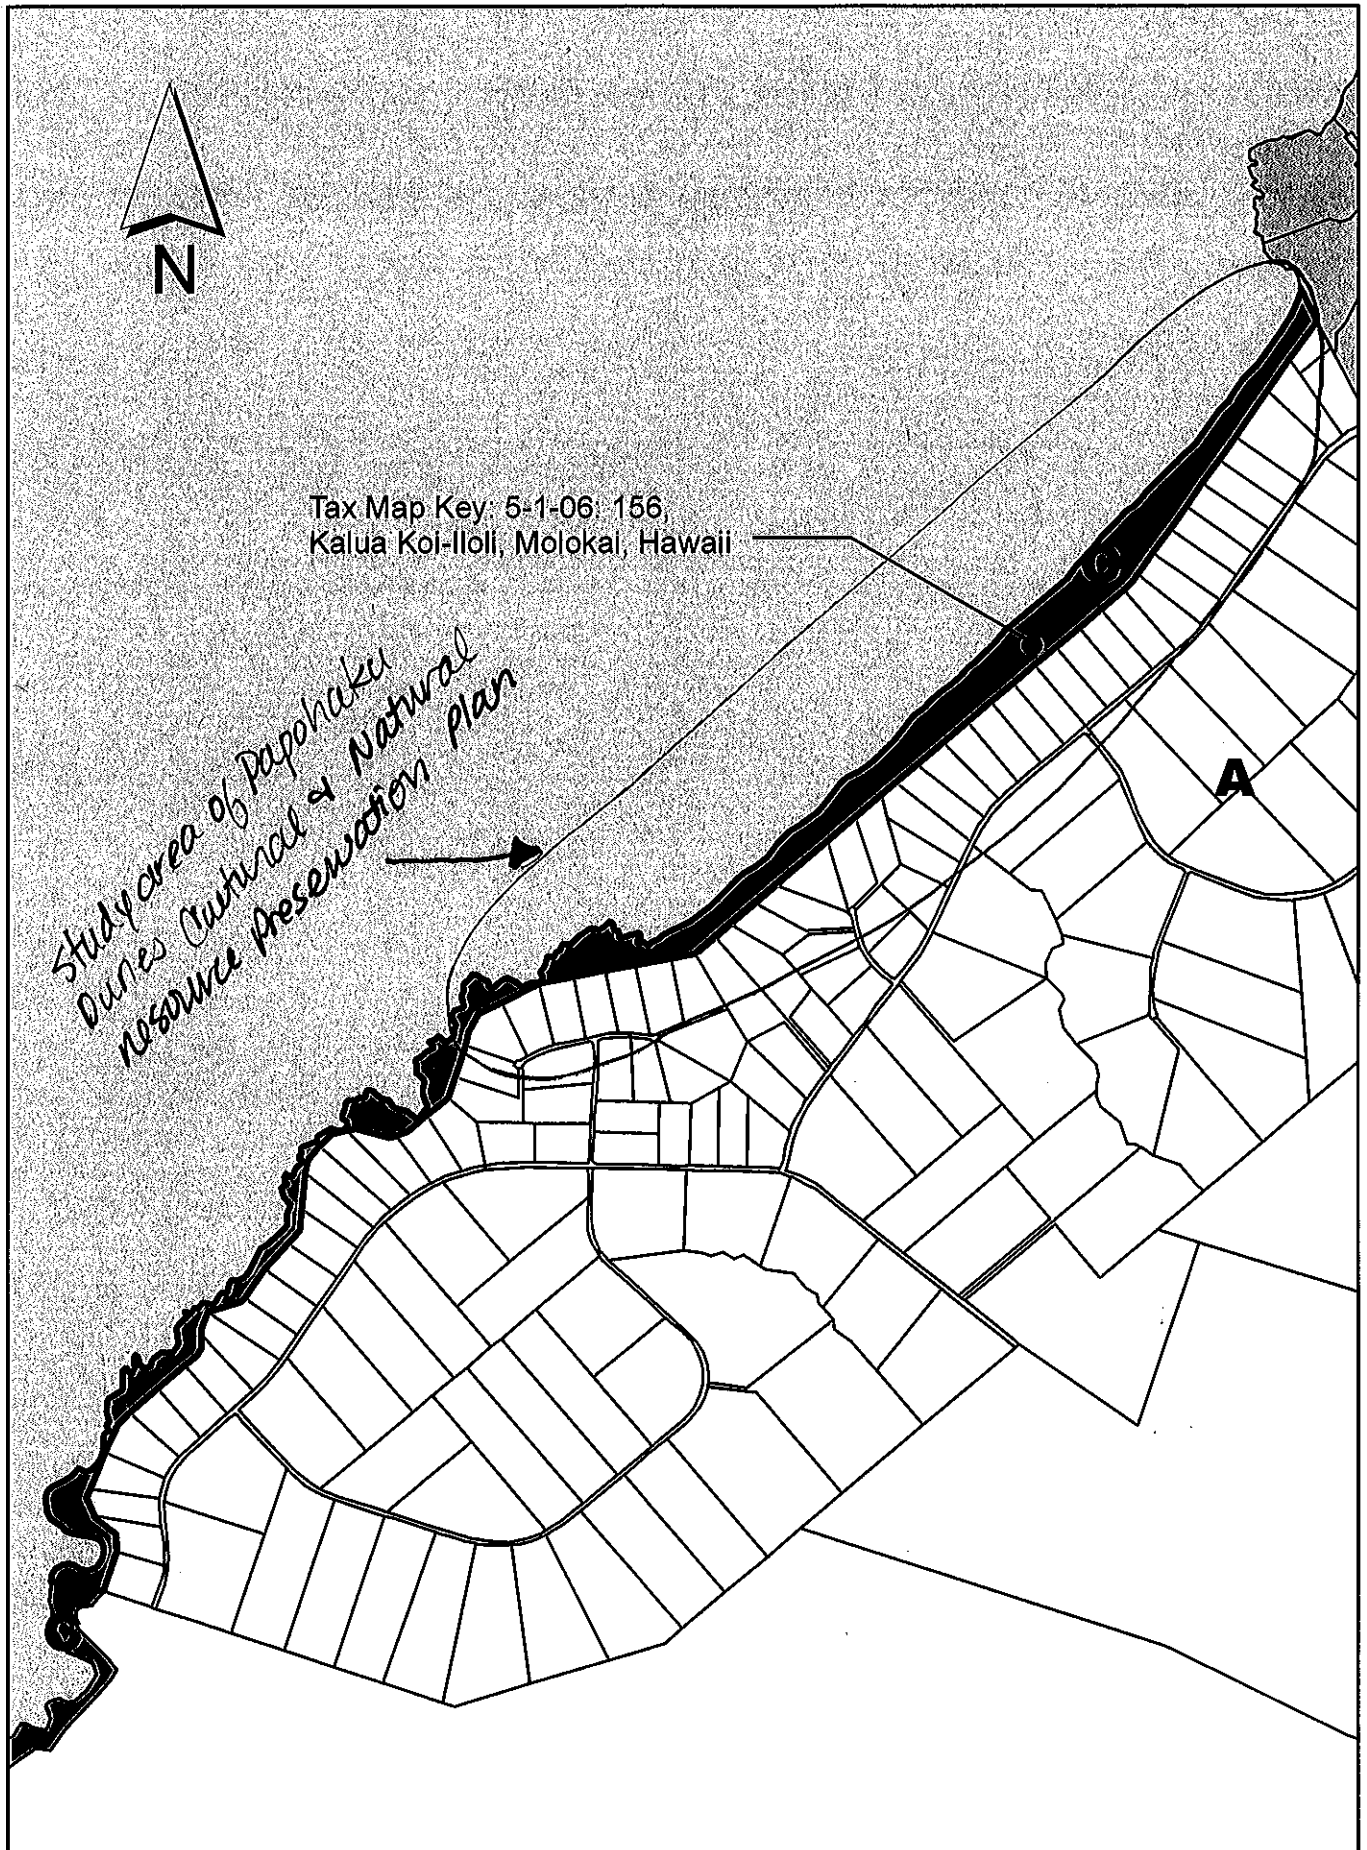 N
Tax Map Key: 5-1-06: 156,
Kalua Koi-Iloli, Molokai, Hawaii
C
Study area of Papohaku
Dunes Cultural & Natural
resource preservation plan
A
C